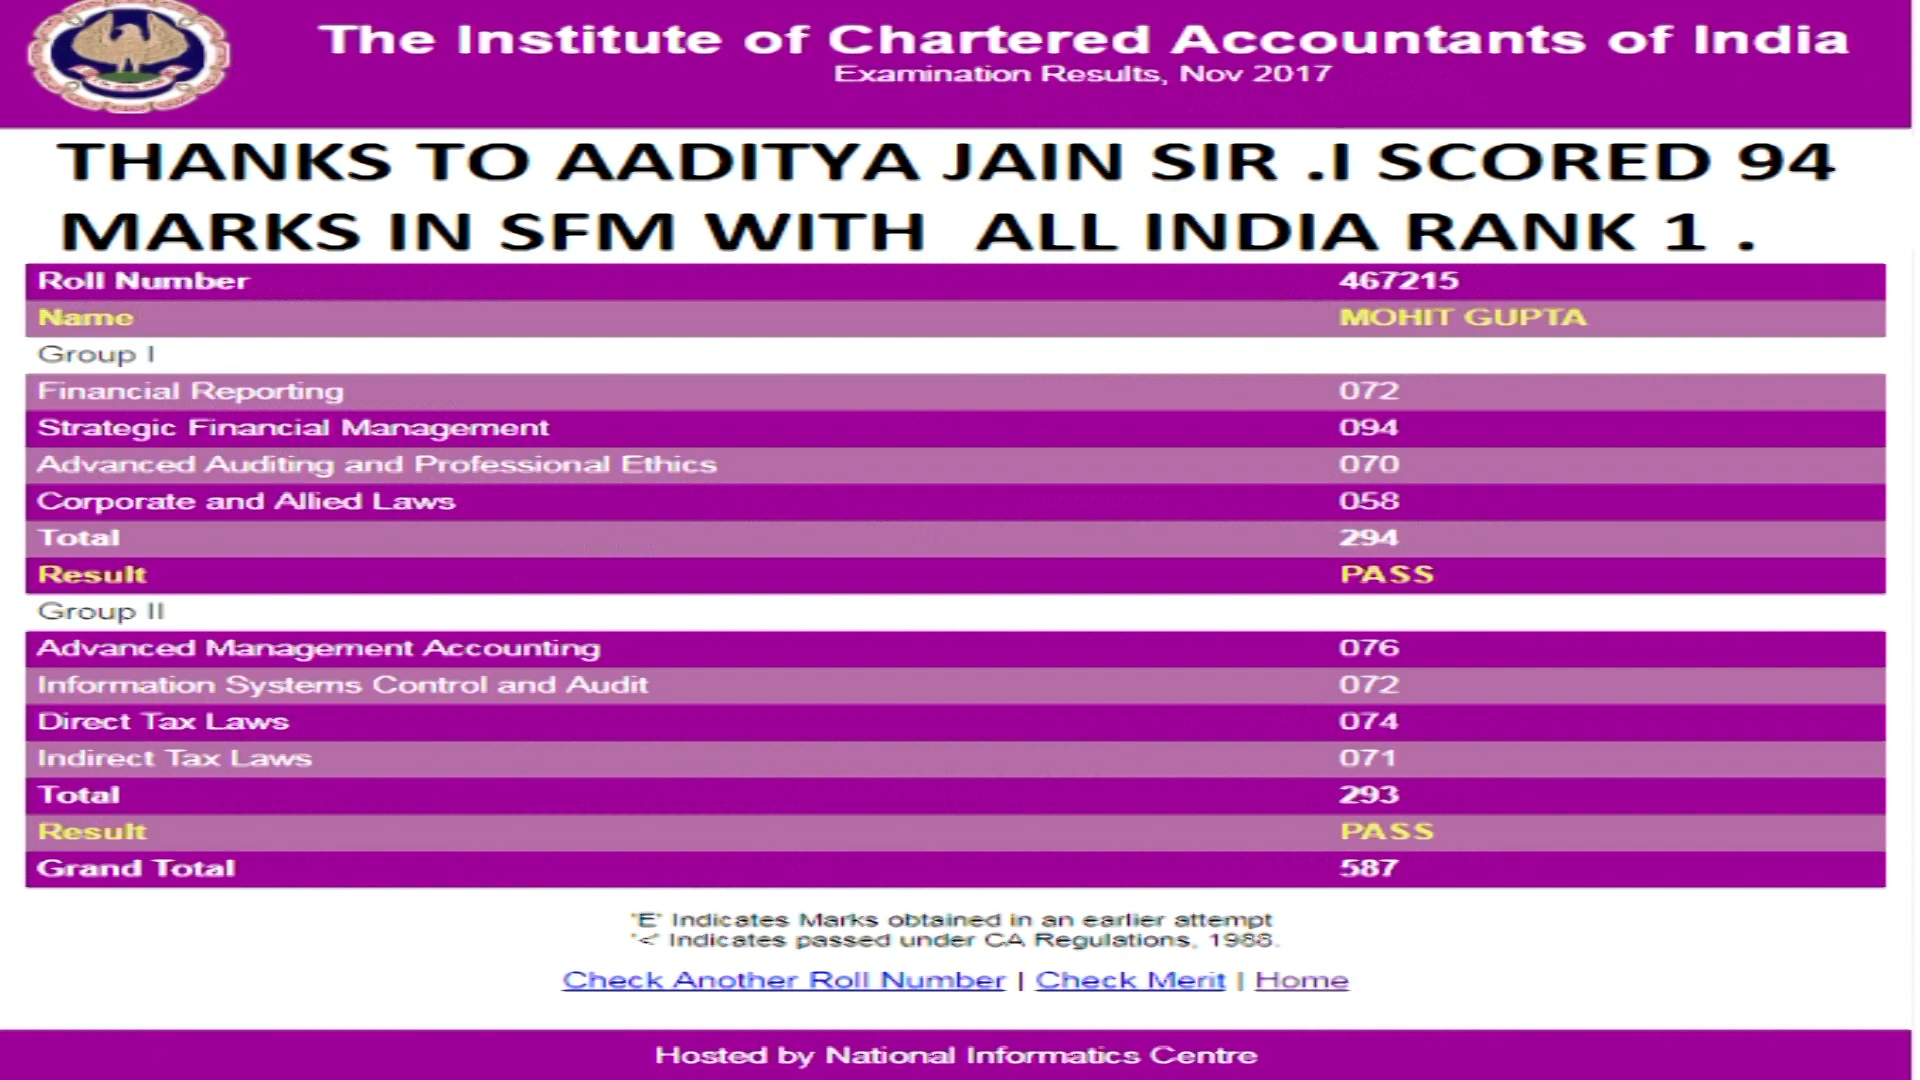 The Institute of Chartered Accountants of India
Examination Results, Nov 2017
THANKS TO AADITYA JAIN SIR .I SCORED 94
MARKS IN SFM WITH ALL INDIA RANK 1 .
Roll Number 467215
Name MOHIT GUPTA
Group I
Financial Reporting 072
Strategic Financial Management 094
Advanced Auditing and Professional Ethics 070
Corporate and Allied Laws 058
Total 294
Result PASS
Group II
Advanced Management Accounting 076
Information Systems Control and Audit 072
Direct Tax Laws 074
Indirect Tax Laws 071
Total 293
Result PASS
Grand Total 587
'E' Indicates Marks obtained in an earlier attempt
'<' Indicates passed under CA Regulations, 1988.
Check Another Roll Number | Check Merit | Home
Hosted by National Informatics Centre